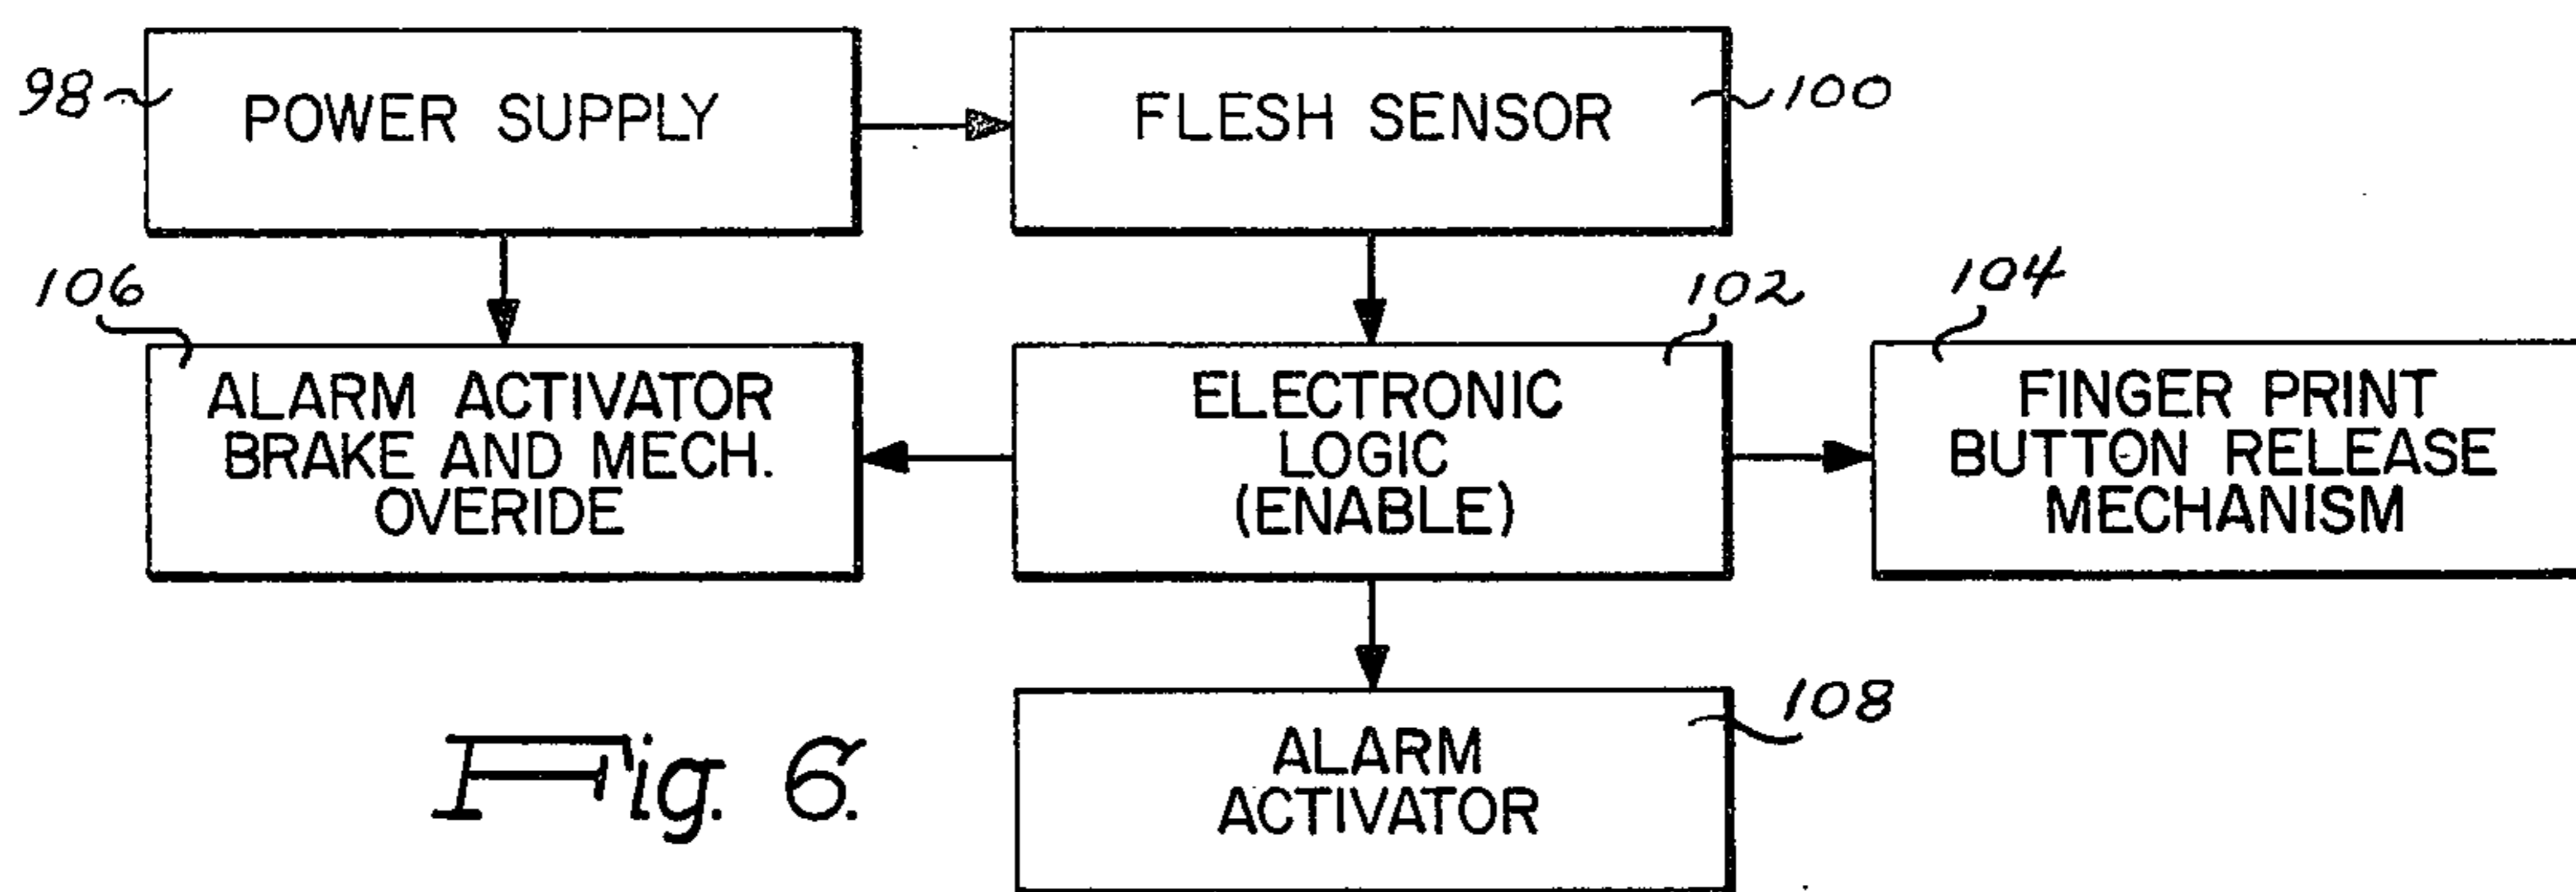 98
POWER SUPPLY
FLESH SENSOR
100
106
ALARM ACTIVATOR
BRAKE AND MECH.
OVERIDE
102
ELECTRONIC
LOGIC
(ENABLE)
104
FINGER PRINT
BUTTON RELEASE
MECHANISM
108
ALARM
ACTIVATOR
Fig. 6.